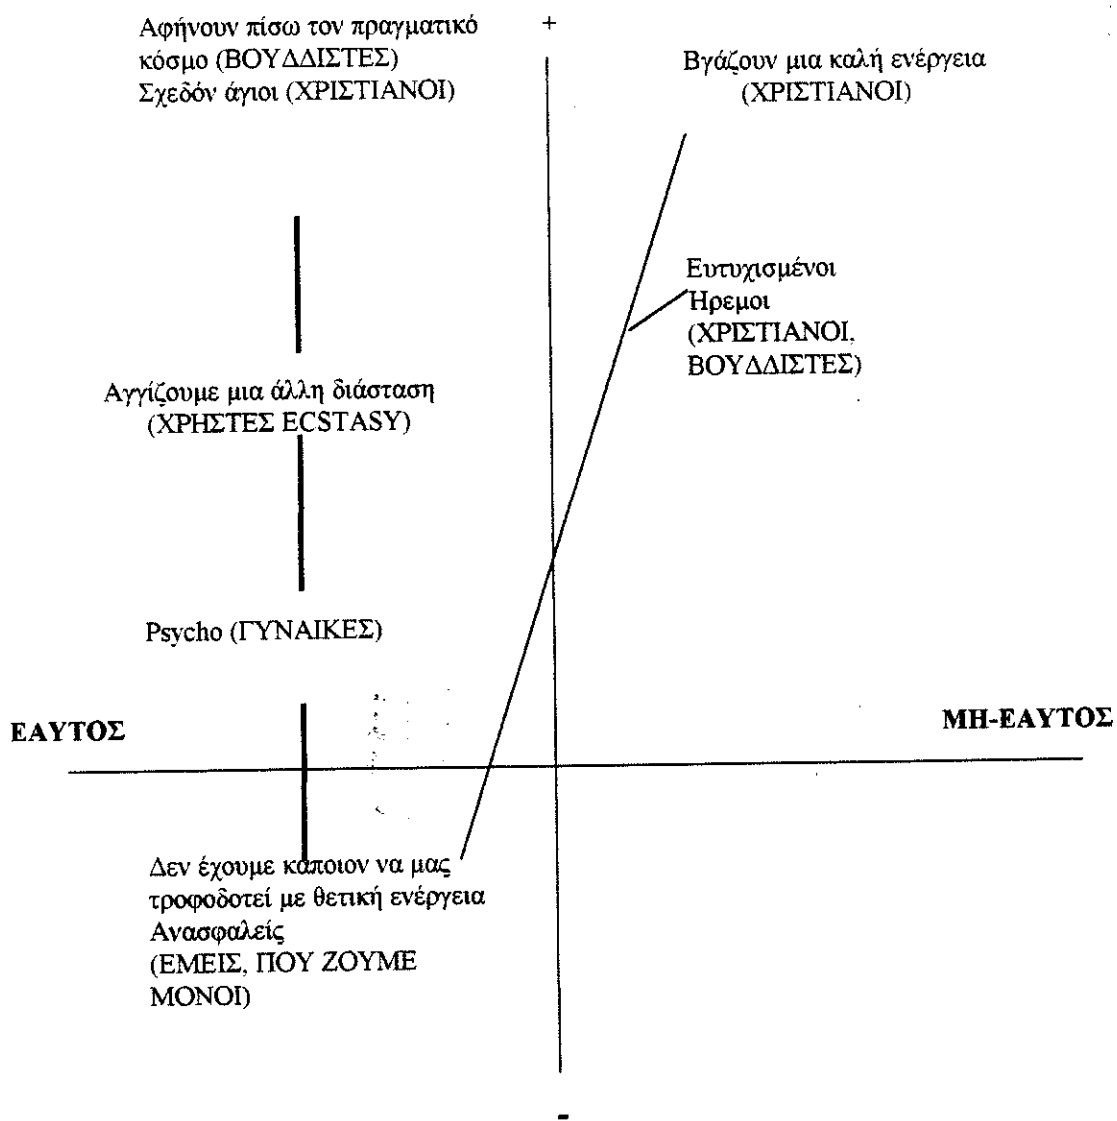 Αφήνουν πίσω τον πραγματικό
κόσμο (ΒΟΥΔΔΙΣΤΕΣ)
Σχεδόν άγιοι (ΧΡΙΣΤΙΑΝΟΙ)
+
Βγάζουν μια καλή ενέργεια
(ΧΡΙΣΤΙΑΝΟΙ)
Ευτυχισμένοι
Ήρεμοι
(ΧΡΙΣΤΙΑΝΟΙ,
ΒΟΥΔΔΙΣΤΕΣ)
Αγγίζουμε μια άλλη διάσταση
(ΧΡΗΣΤΕΣ ECSTASY)
Psycho (ΓΥΝΑΙΚΕΣ)
ΕΑΥΤΟΣ
ΜΗ-ΕΑΥΤΟΣ
Δεν έχουμε κάποιον να μας
τροφοδοτεί με θετική ενέργεια
Ανασφαλείς
(ΕΜΕΙΣ, ΠΟΥ ΖΟΥΜΕ
ΜΟΝΟΙ)
-